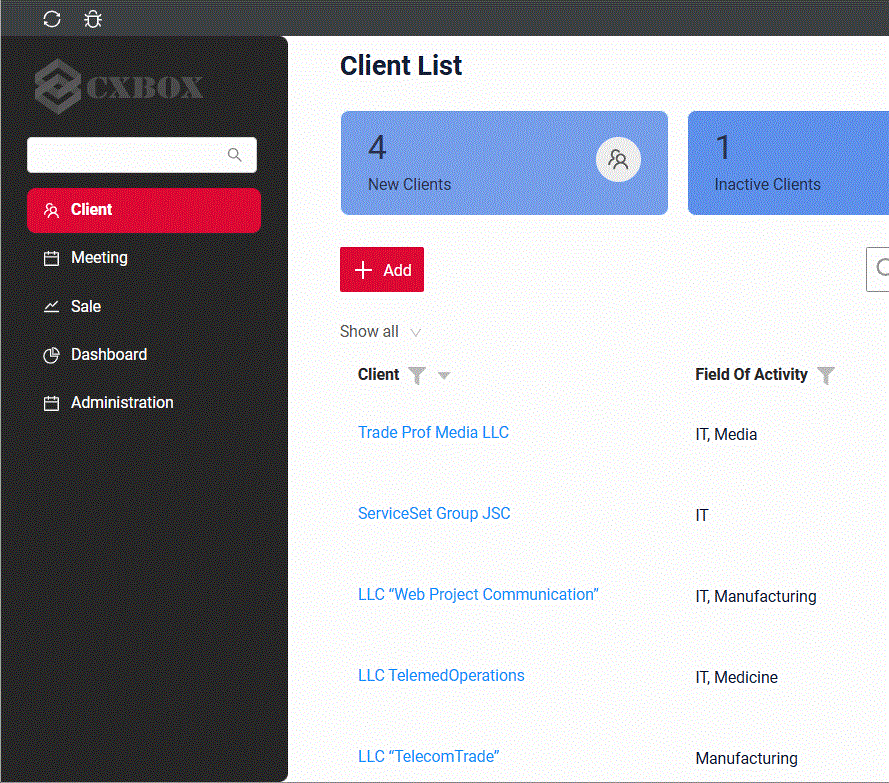 Client List
CXBOX
4
New Clients
1
Inactive Clients
Client
Meeting
Sale
Dashboard
Administration
Add
Show all
Client Field Of Activity
Trade Prof Media LLC IT, Media
ServiceSet Group JSC IT
LLC “Web Project Communication” IT, Manufacturing
LLC TelemedOperations IT, Medicine
LLC “TelecomTrade” Manufacturing